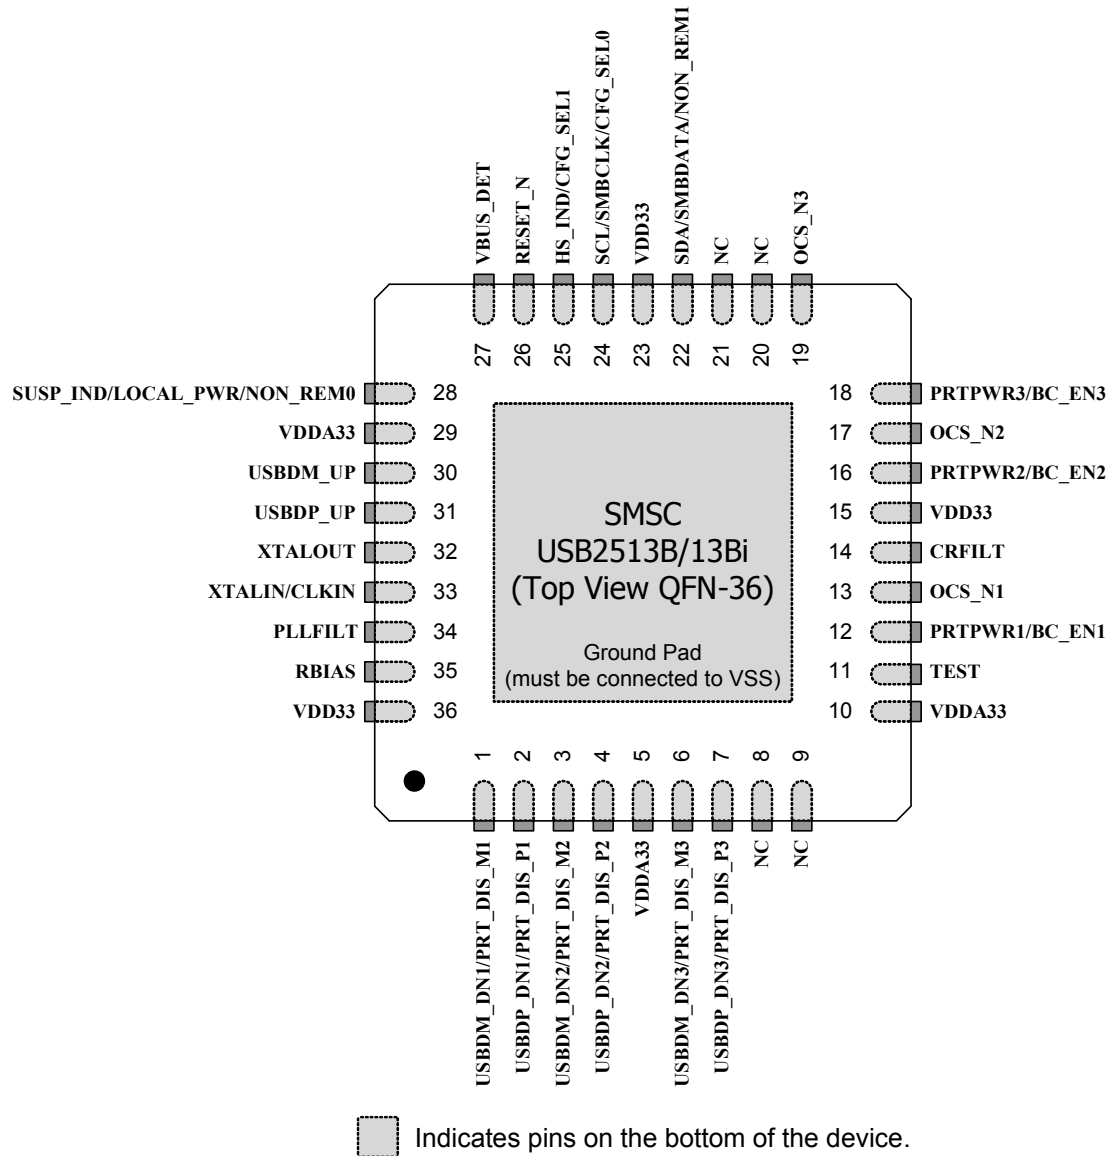 VBUS_DET
RESET_N
HS_IND/CFG_SEL1
SCL/SMBCLK/CFG_SEL0
VDD33
SDA/SMBDATA/NON_REM1
NC
NC
OCS_N3
27
26
25
24
23
22
21
20
19
SUSP_IND/LOCAL_PWR/NON_REM0 28
VDDA33 29
USBDM_UP 30
USBDP_UP 31
XTALOUT 32
XTALIN/CLKIN 33
PLLFILT 34
RBIAS 35
VDD33 36
SMSC
USB2513B/13Bi
(Top View QFN-36)
Ground Pad
(must be connected to VSS)
18 PRTPWR3/BC_EN3
17 OCS_N2
16 PRTPWR2/BC_EN2
15 VDD33
14 CRFILT
13 OCS_N1
12 PRTPWR1/BC_EN1
11 TEST
10 VDDA33
1
2
3
4
5
6
7
8
9
USBDM_DN1/PRT_DIS_M1
USBDP_DN1/PRT_DIS_P1
USBDM_DN2/PRT_DIS_M2
USBDP_DN2/PRT_DIS_P2
VDDA33
USBDM_DN3/PRT_DIS_M3
USBDP_DN3/PRT_DIS_P3
NC
NC
Indicates pins on the bottom of the device.